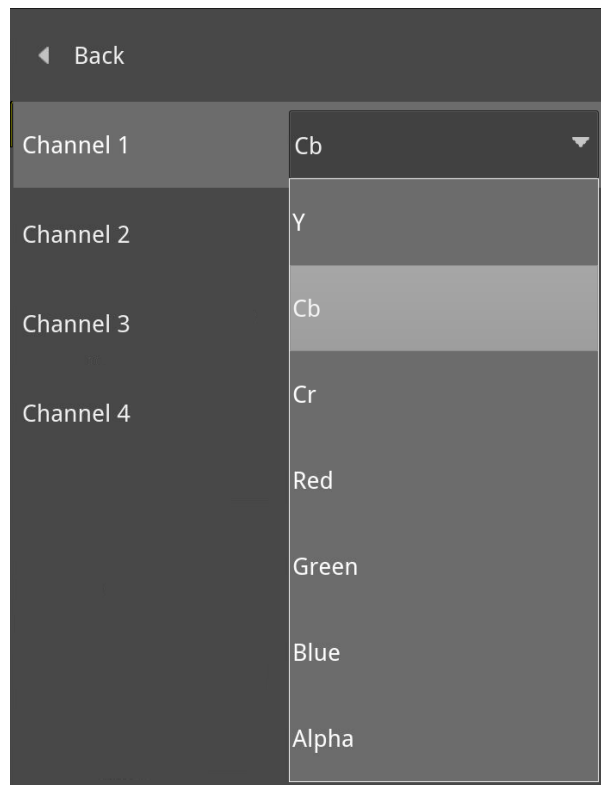 Back
Channel 1 Cb
Y
Channel 2
Cb
Channel 3
Cr
Channel 4
Red
Green
Blue
Alpha